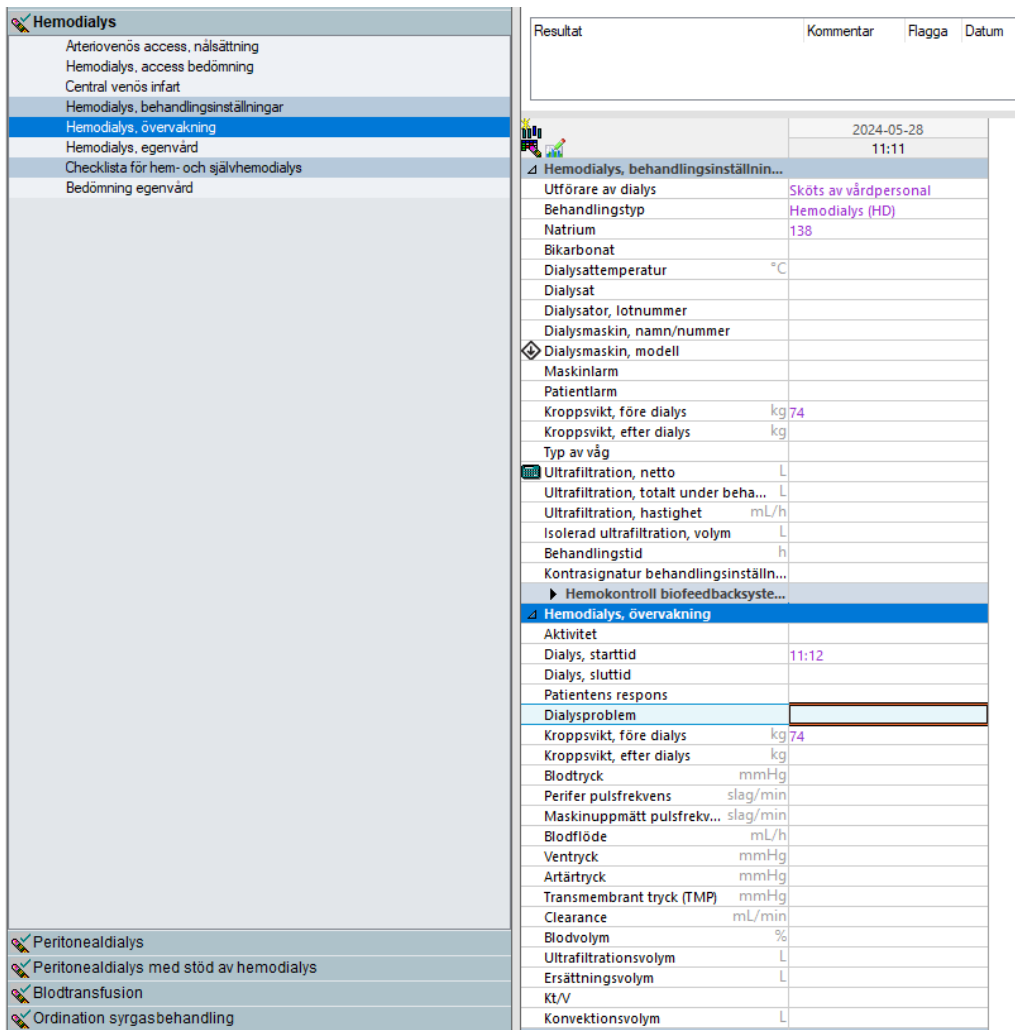 Hemodialys
Arteriovenös access, nålsättning
Hemodialys, access bedömning
Central venös infart
Hemodialys, behandlingsinställningar
Hemodialys, övervakning
Hemodialys, egenvård
Checklista för hem- och självhemodialys
Bedömning egenvård
Peritonealdialys
Peritonealdialys med stöd av hemodialys
Blodtransfusion
Ordination syrgasbehandling
Resultat Kommentar Flagga Datum
2024-05-28
11:11
Hemodialys, behandlingsinställnin...
Utförare av dialys Sköts av vårdpersonal
Behandlingstyp Hemodialys (HD)
Natrium 138
Bikarbonat
Dialysattemperatur °C
Dialysat
Dialysator, lotnummer
Dialysmaskin, namn/nummer
Dialysmaskin, modell
Maskinlarm
Patientlarm
Kroppsvikt, före dialys kg 74
Kroppsvikt, efter dialys kg
Typ av våg
Ultrafiltration, netto L
Ultrafiltration, totalt under beha... L
Ultrafiltration, hastighet mL/h
Isolerad ultrafiltration, volym L
Behandlingstid h
Kontrasignatur behandlingsinställn...
Hemokontroll biofeedbacksyste...
Hemodialys, övervakning
Aktivitet
Dialys, starttid 11:12
Dialys, sluttid
Patientens respons
Dialysproblem
Kroppsvikt, före dialys kg 74
Kroppsvikt, efter dialys kg
Blodtryck mmHg
Perifer pulsfrekvens slag/min
Maskinuppmätt pulsfrekv... slag/min
Blodflöde mL/h
Ventryck mmHg
Artärtryck mmHg
Transmembrant tryck (TMP) mmHg
Clearance mL/min
Blodvolym %
Ultrafiltrationsvolym L
Ersättningsvolym L
Kt/V
Konvektionsvolym L